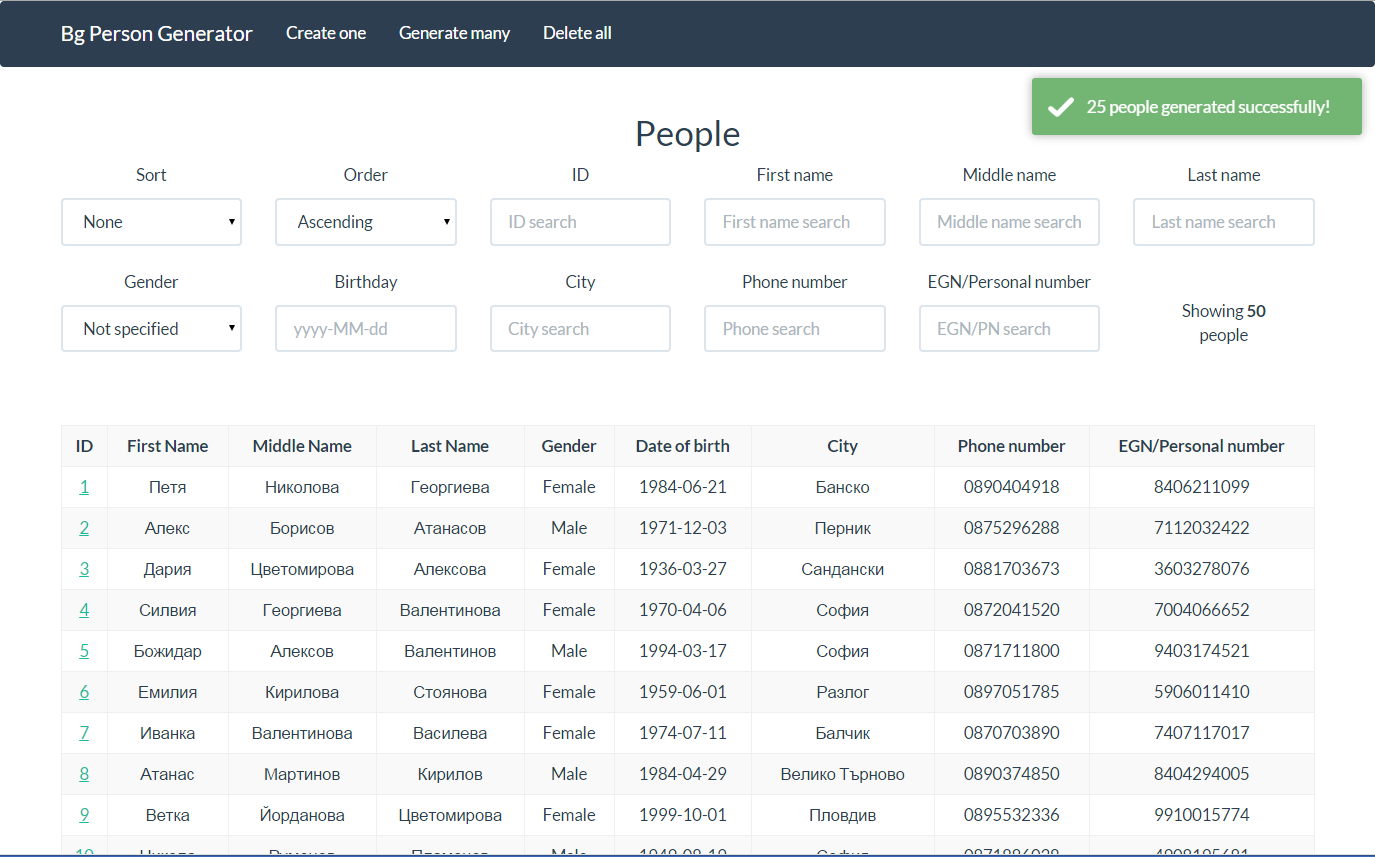 Bg Person Generator Create one Generate many Delete all
25 people generated successfully!
People
Sort Order ID First name Middle name Last name
None Ascending ID search First name search Middle name search Last name search
Gender Birthday City Phone number EGN/Personal number
Not specified yyyy-MM-dd City search Phone search EGN/PN search
Showing 50
people
ID First Name Middle Name Last Name Gender Date of birth City Phone number EGN/Personal number
1 Петя Николова Георгиева Female 1984-06-21 Банско 0890404918 8406211099
2 Алекс Борисов Атанасов Male 1971-12-03 Перник 0875296288 7112032422
3 Дария Цветомирова Алексова Female 1936-03-27 Сандански 0881703673 3603278076
4 Силвия Георгиева Валентинова Female 1970-04-06 София 0872041520 7004066652
5 Божидар Алексов Валентинов Male 1994-03-17 София 0871711800 9403174521
6 Емилия Кирилова Стоянова Female 1959-06-01 Разлог 0897051785 5906011410
7 Иванка Валентинова Василева Female 1974-07-11 Балчик 0870703890 7407117017
8 Атанас Мартинов Кирилов Male 1984-04-29 Велико Търново 0890374850 8404294005
9 Ветка Йорданова Цветомирова Female 1999-10-01 Пловдив 0895532336 9910015774
10 Male София